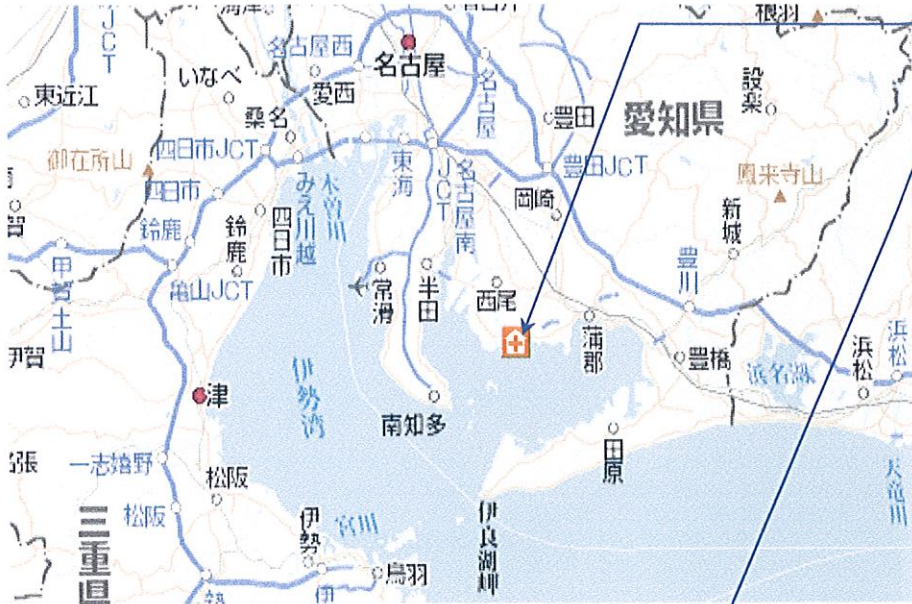 JCT
名古屋西
名古屋
根羽
東近江
いなべ
愛西
名古屋
設楽
桑名
豊田
愛知県
御在所山
四日市JCT
東海
JCT
名古屋南
豊田JCT
鳳来寺山
四日市
みえ川越
木曽川
岡崎
鈴鹿
鈴鹿
四日市
新城
豊川
甲賀土山
亀山JCT
常滑
半田
西尾
蒲郡
伊賀
豊橋
浜名湖
浜松
浜松
津
伊勢湾
南知多
田原
天竜川
一志嬉野
松阪
松阪
三重県
伊勢
宮川
鳥羽
伊良湖岬
伊